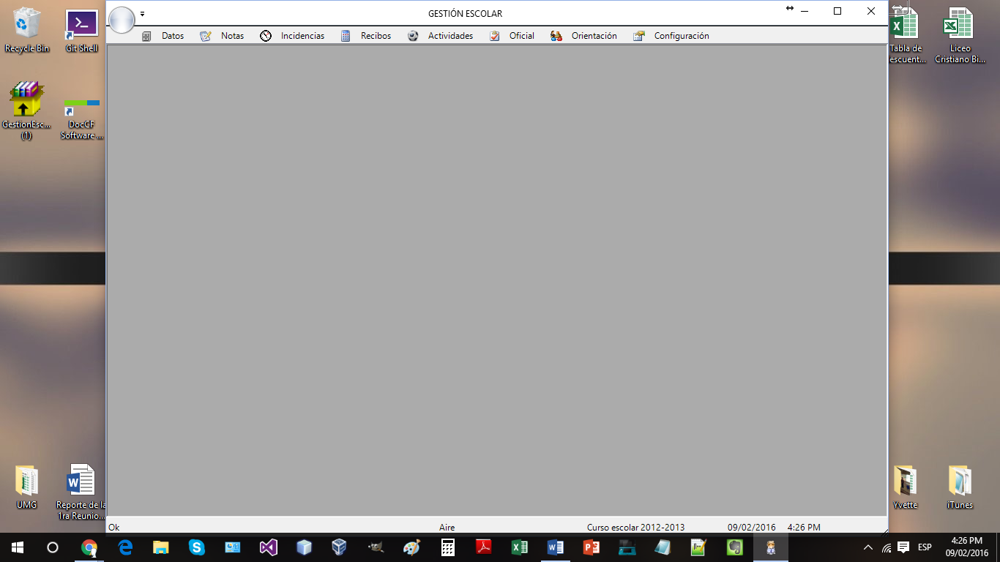 GESTIÓN ESCOLAR
Datos Notas Incidencias Recibos Actividades Oficial Orientación Configuración
Recycle Bin
Git Shell
Tabla de
escuent...
Liceo
Cristiano Bi...
GestionEsc...
(1)
DocCF
Software ...
UMG
Reporte de la
1ra Reunio...
Yvette
iTunes
Ok Aire Curso escolar 2012-2013 09/02/2016 4:26 PM
ESP
4:26 PM
09/02/2016